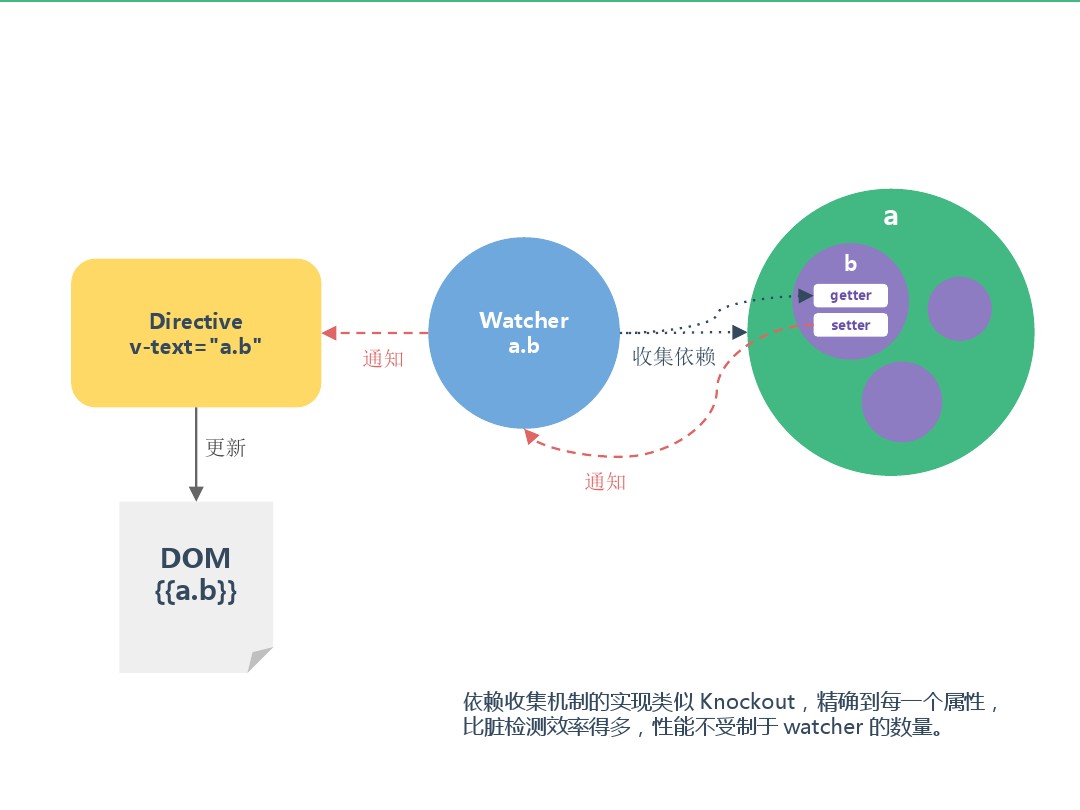 a
b
getter
setter
Directive
v-text="a.b"
Watcher
a.b
通知
收集依赖
更新
通知
DOM
{{a.b}}
依赖收集机制的实现类似 Knockout，精确到每一个属性，
比脏检测效率得多，性能不受制于 watcher 的数量。